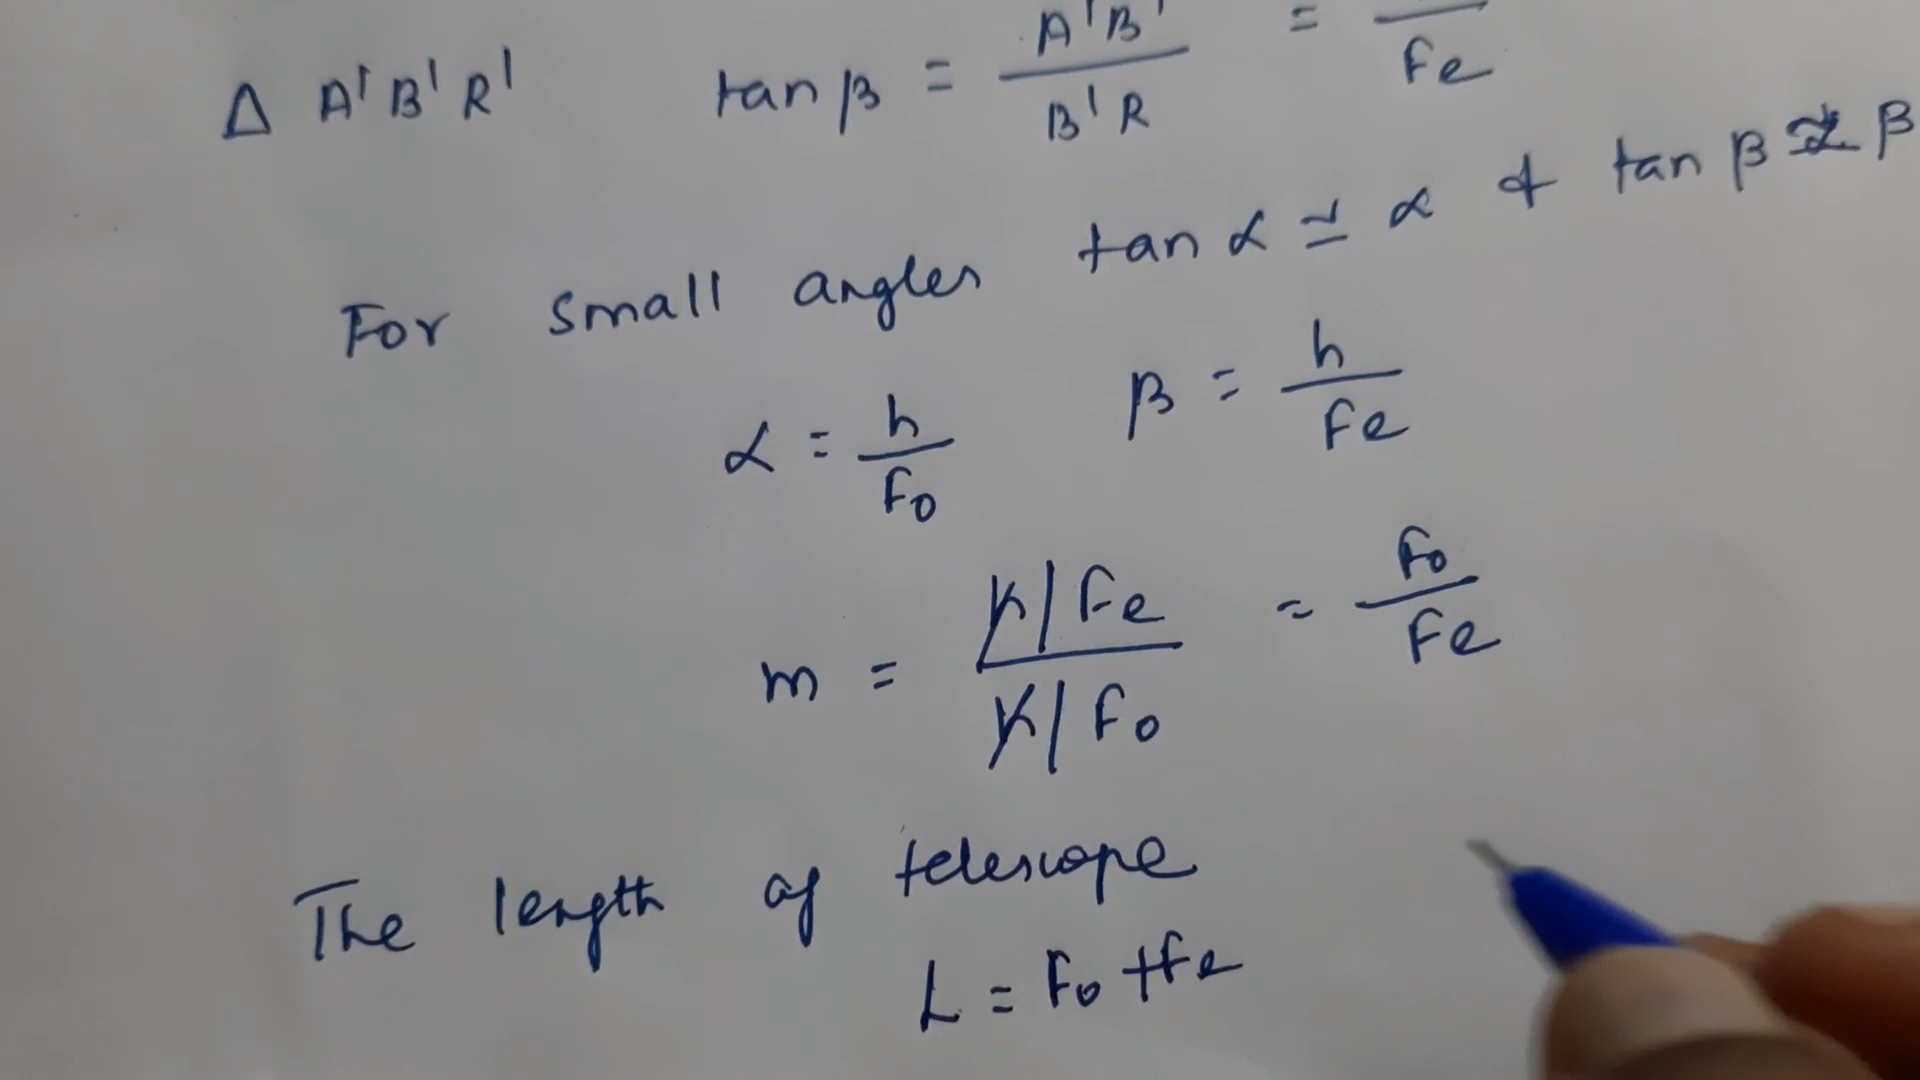 Δ A'B'R' tan β = A'B' / B'R = / Fe
For small angles tan α ≃ α & tan β ≃ β
α = h / Fo β = h / Fe
m = h/Fe / h/Fo = Fo / Fe
The length of telescope
L = Fo + Fe